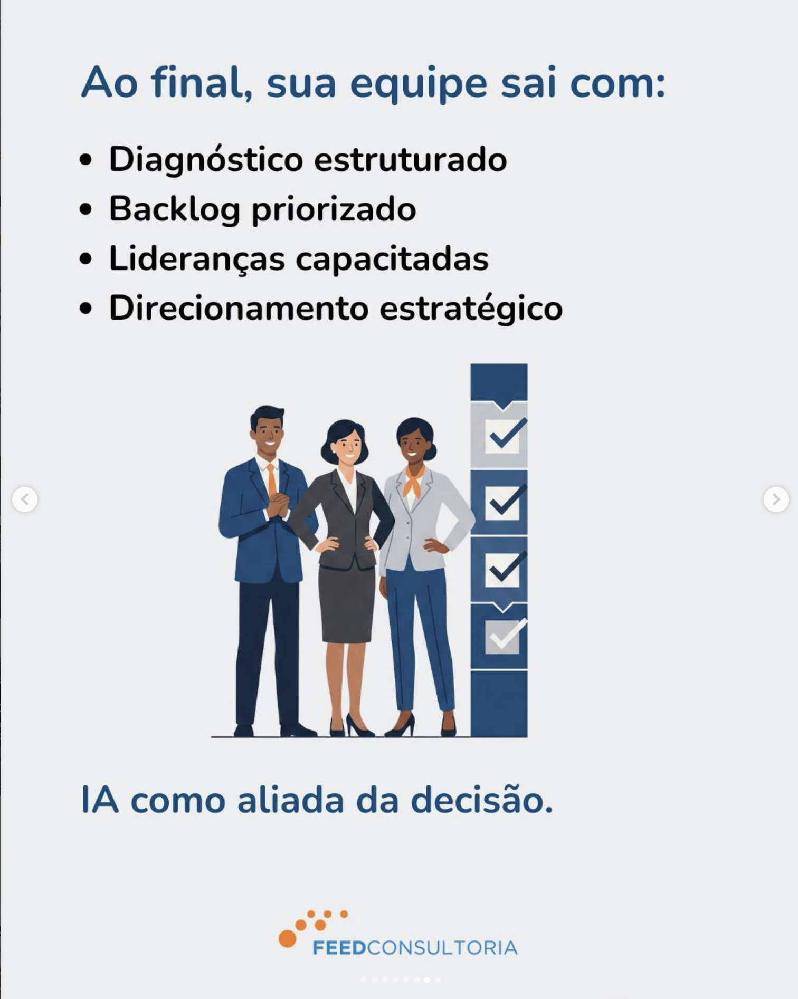 Ao final, sua equipe sai com:
• Diagnóstico estruturado
• Backlog priorizado
• Lideranças capacitadas
• Direcionamento estratégico
IA como aliada da decisão.
FEEDCONSULTORIA